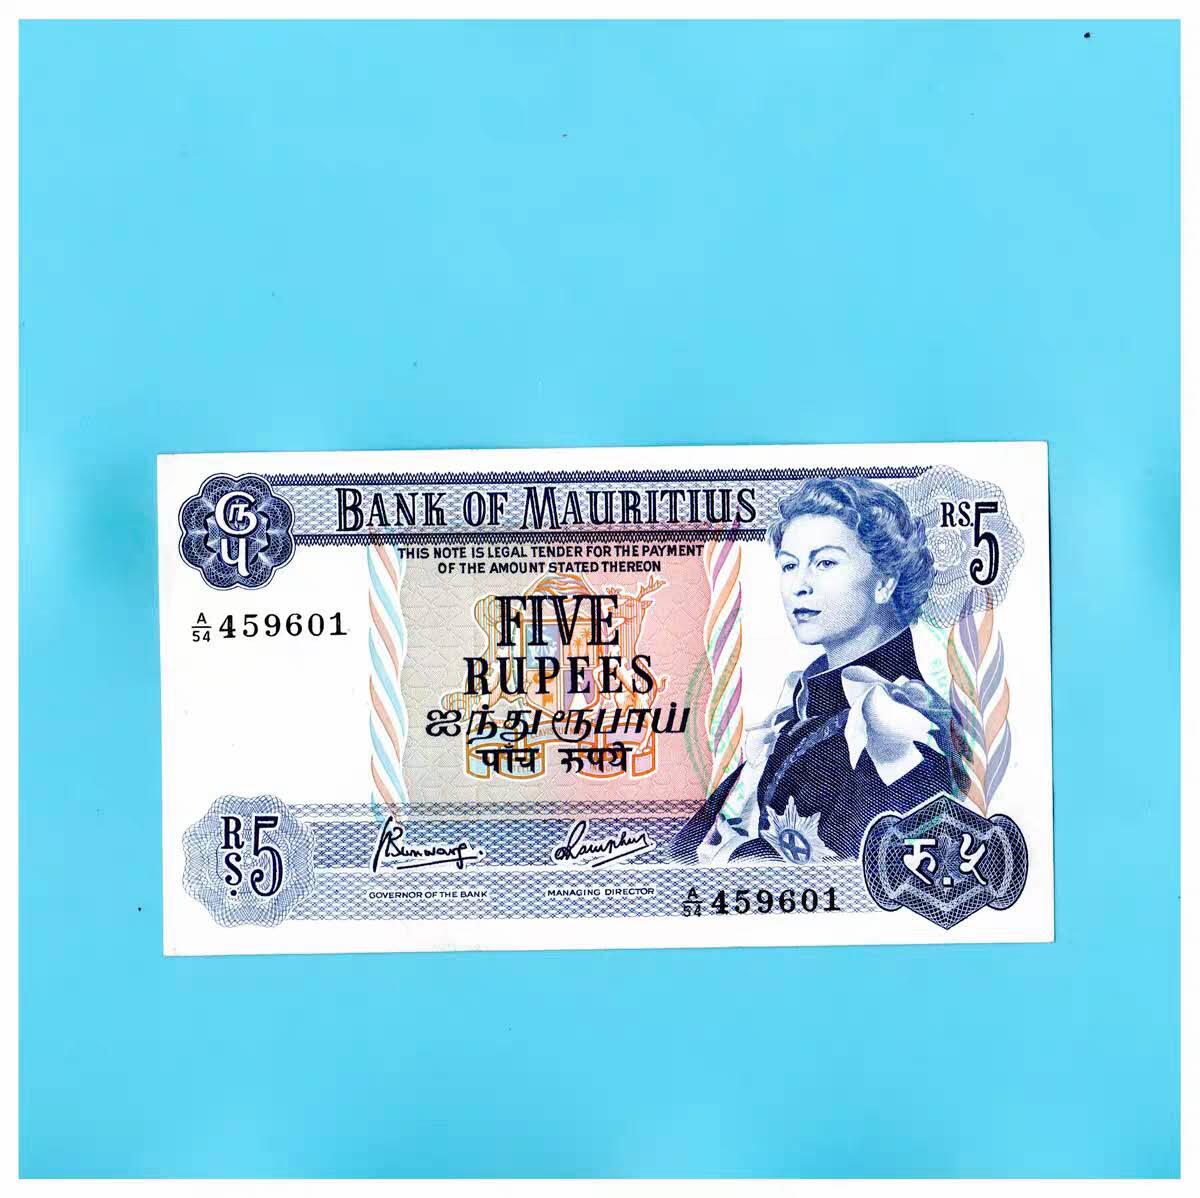 ரூ
BANK OF MAURITIUS
RS.5
THIS NOTE IS LEGAL TENDER FOR THE PAYMENT
OF THE AMOUNT STATED THEREON
A/54 459601
FIVE
RUPEES
ஐந்து ரூபாய்
पाँच रूपये
RS.5
रु.५
GOVERNOR OF THE BANK
MANAGING DIRECTOR
A/54 459601